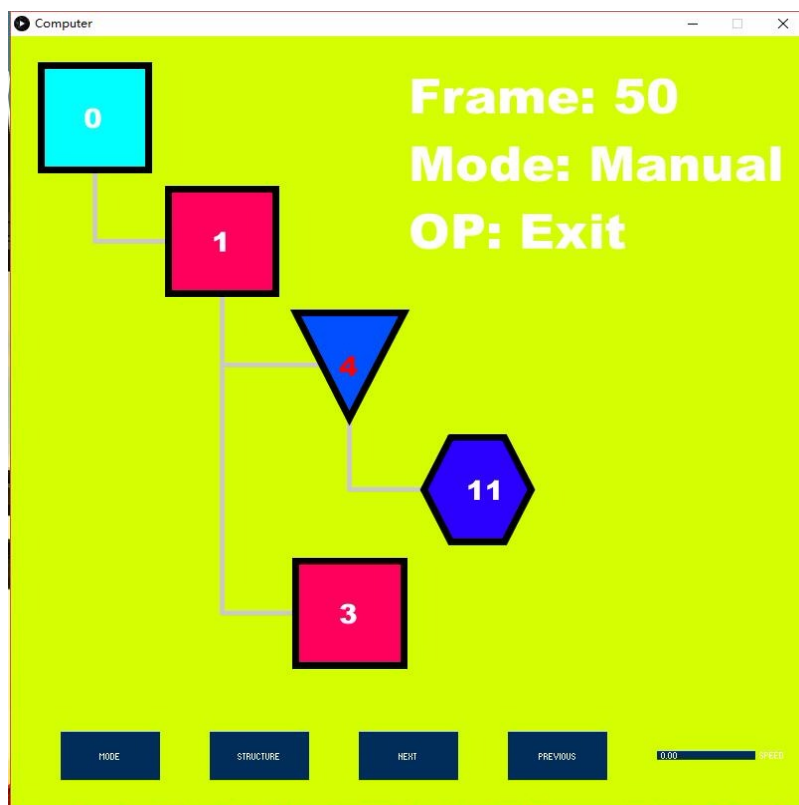 Computer
Frame: 50
Mode: Manual
OP: Exit
0
1
4
11
3
MODE
STRUCTURE
NEXT
PREVIOUS
0.00
SPEED